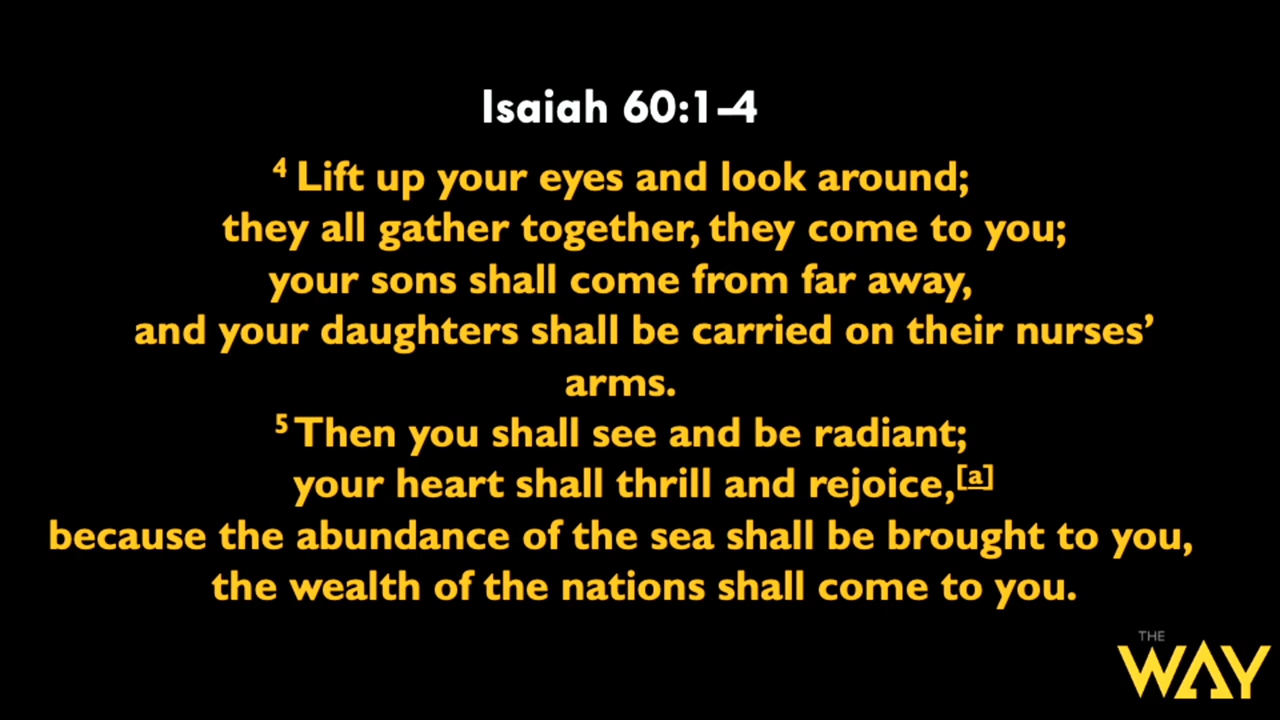 Isaiah 60:1-4
4 Lift up your eyes and look around;
they all gather together, they come to you;
your sons shall come from far away,
and your daughters shall be carried on their nurses’
arms.
5 Then you shall see and be radiant;
your heart shall thrill and rejoice,[a]
because the abundance of the sea shall be brought to you,
the wealth of the nations shall come to you.
THE
WAY